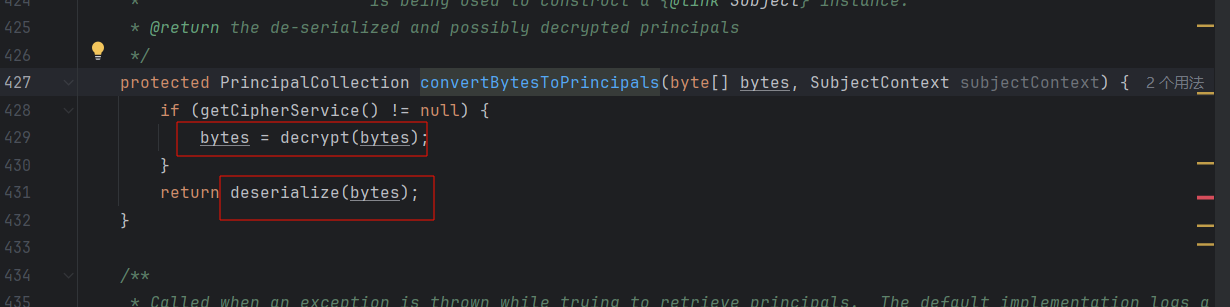 424 * is being used to construct a {@link Subject} instance.
425 * @return the de-serialized and possibly decrypted principals
426 */
427 protected PrincipalCollection convertBytesToPrincipals(byte[] bytes, SubjectContext subjectContext) { 2个用法
428 if (getCipherService() != null) {
429 bytes = decrypt(bytes);
430 }
431 return deserialize(bytes);
432 }
433
434 /**
435 * Called when an exception is thrown while trying to retrieve principals. The default implementation logs a